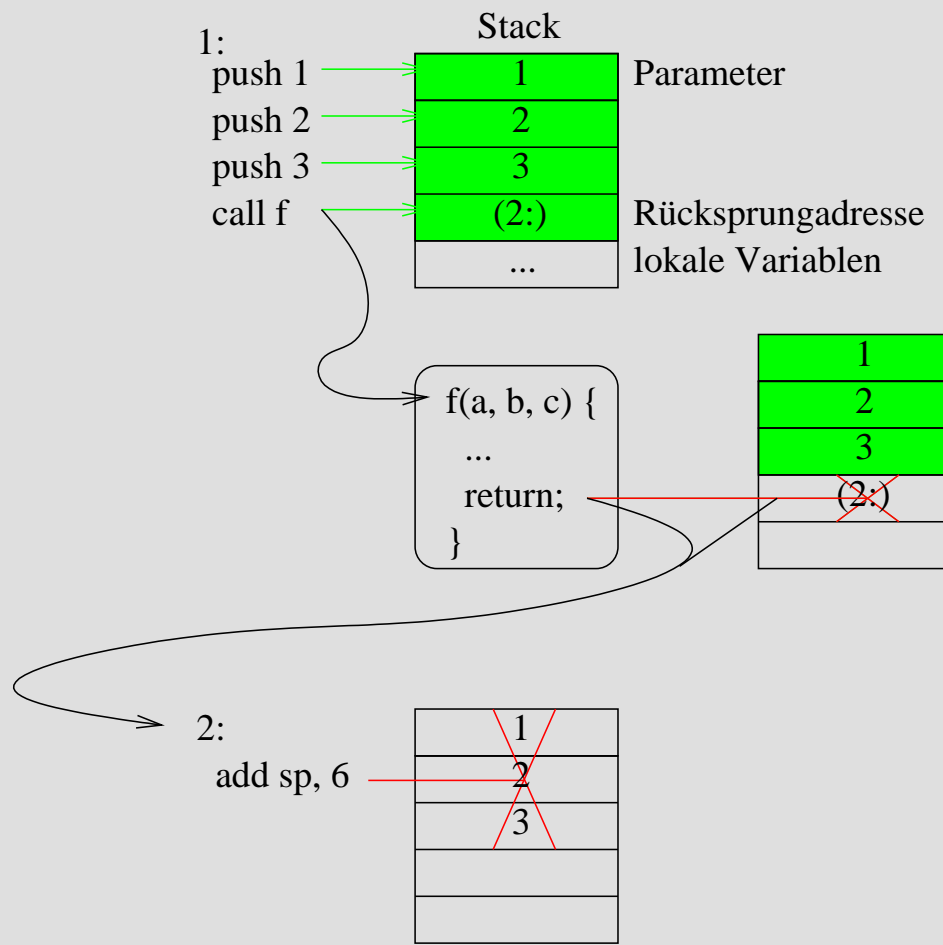 Stack
1:
push 1
1
Parameter
push 2
2
push 3
3
call f
(2:)
Rücksprungadresse
...
lokale Variablen
1
2
3
(2:)
f(a, b, c) {
...
return;
}
2:
add sp, 6
1
2
3